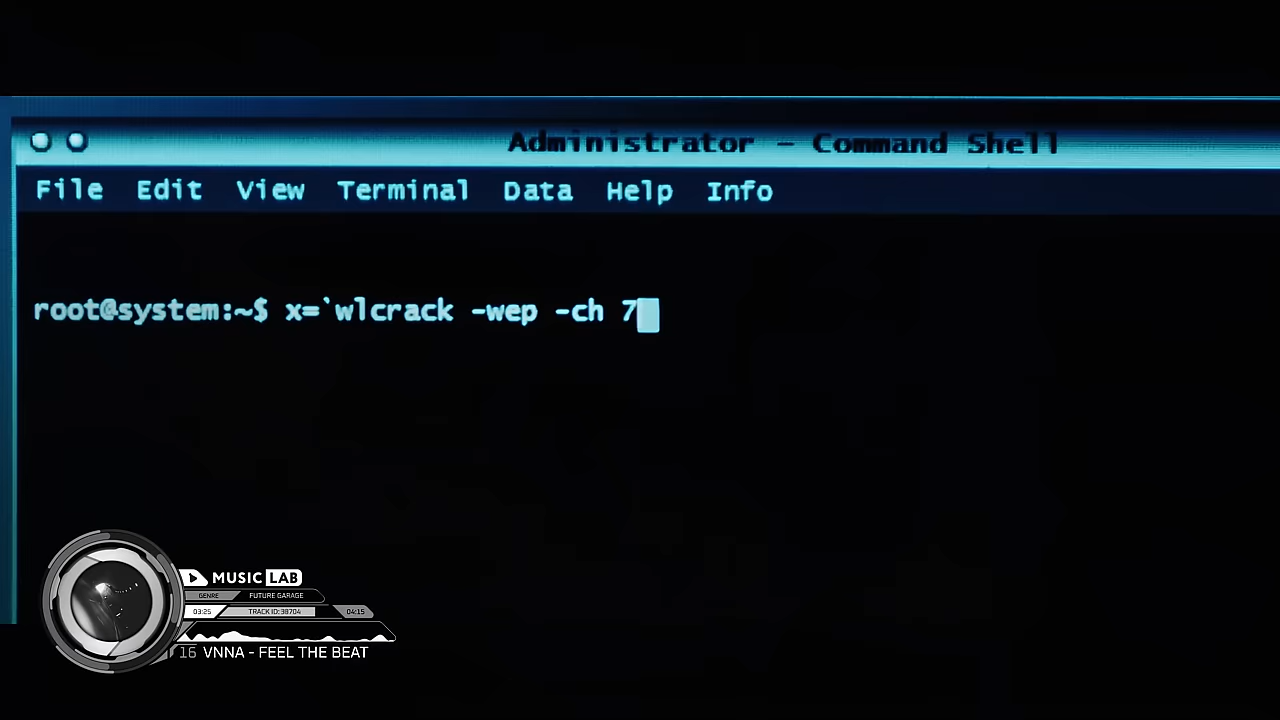 Administrator - Command Shell
File Edit View Terminal Data Help Info
root@system:~$ x=`wlcrack -wep -ch 7
MUSIC LAB
GENRE FUTURE GARAGE
03:25 TRACK ID: 38704 04:15
16 VNNA - FEEL THE BEAT